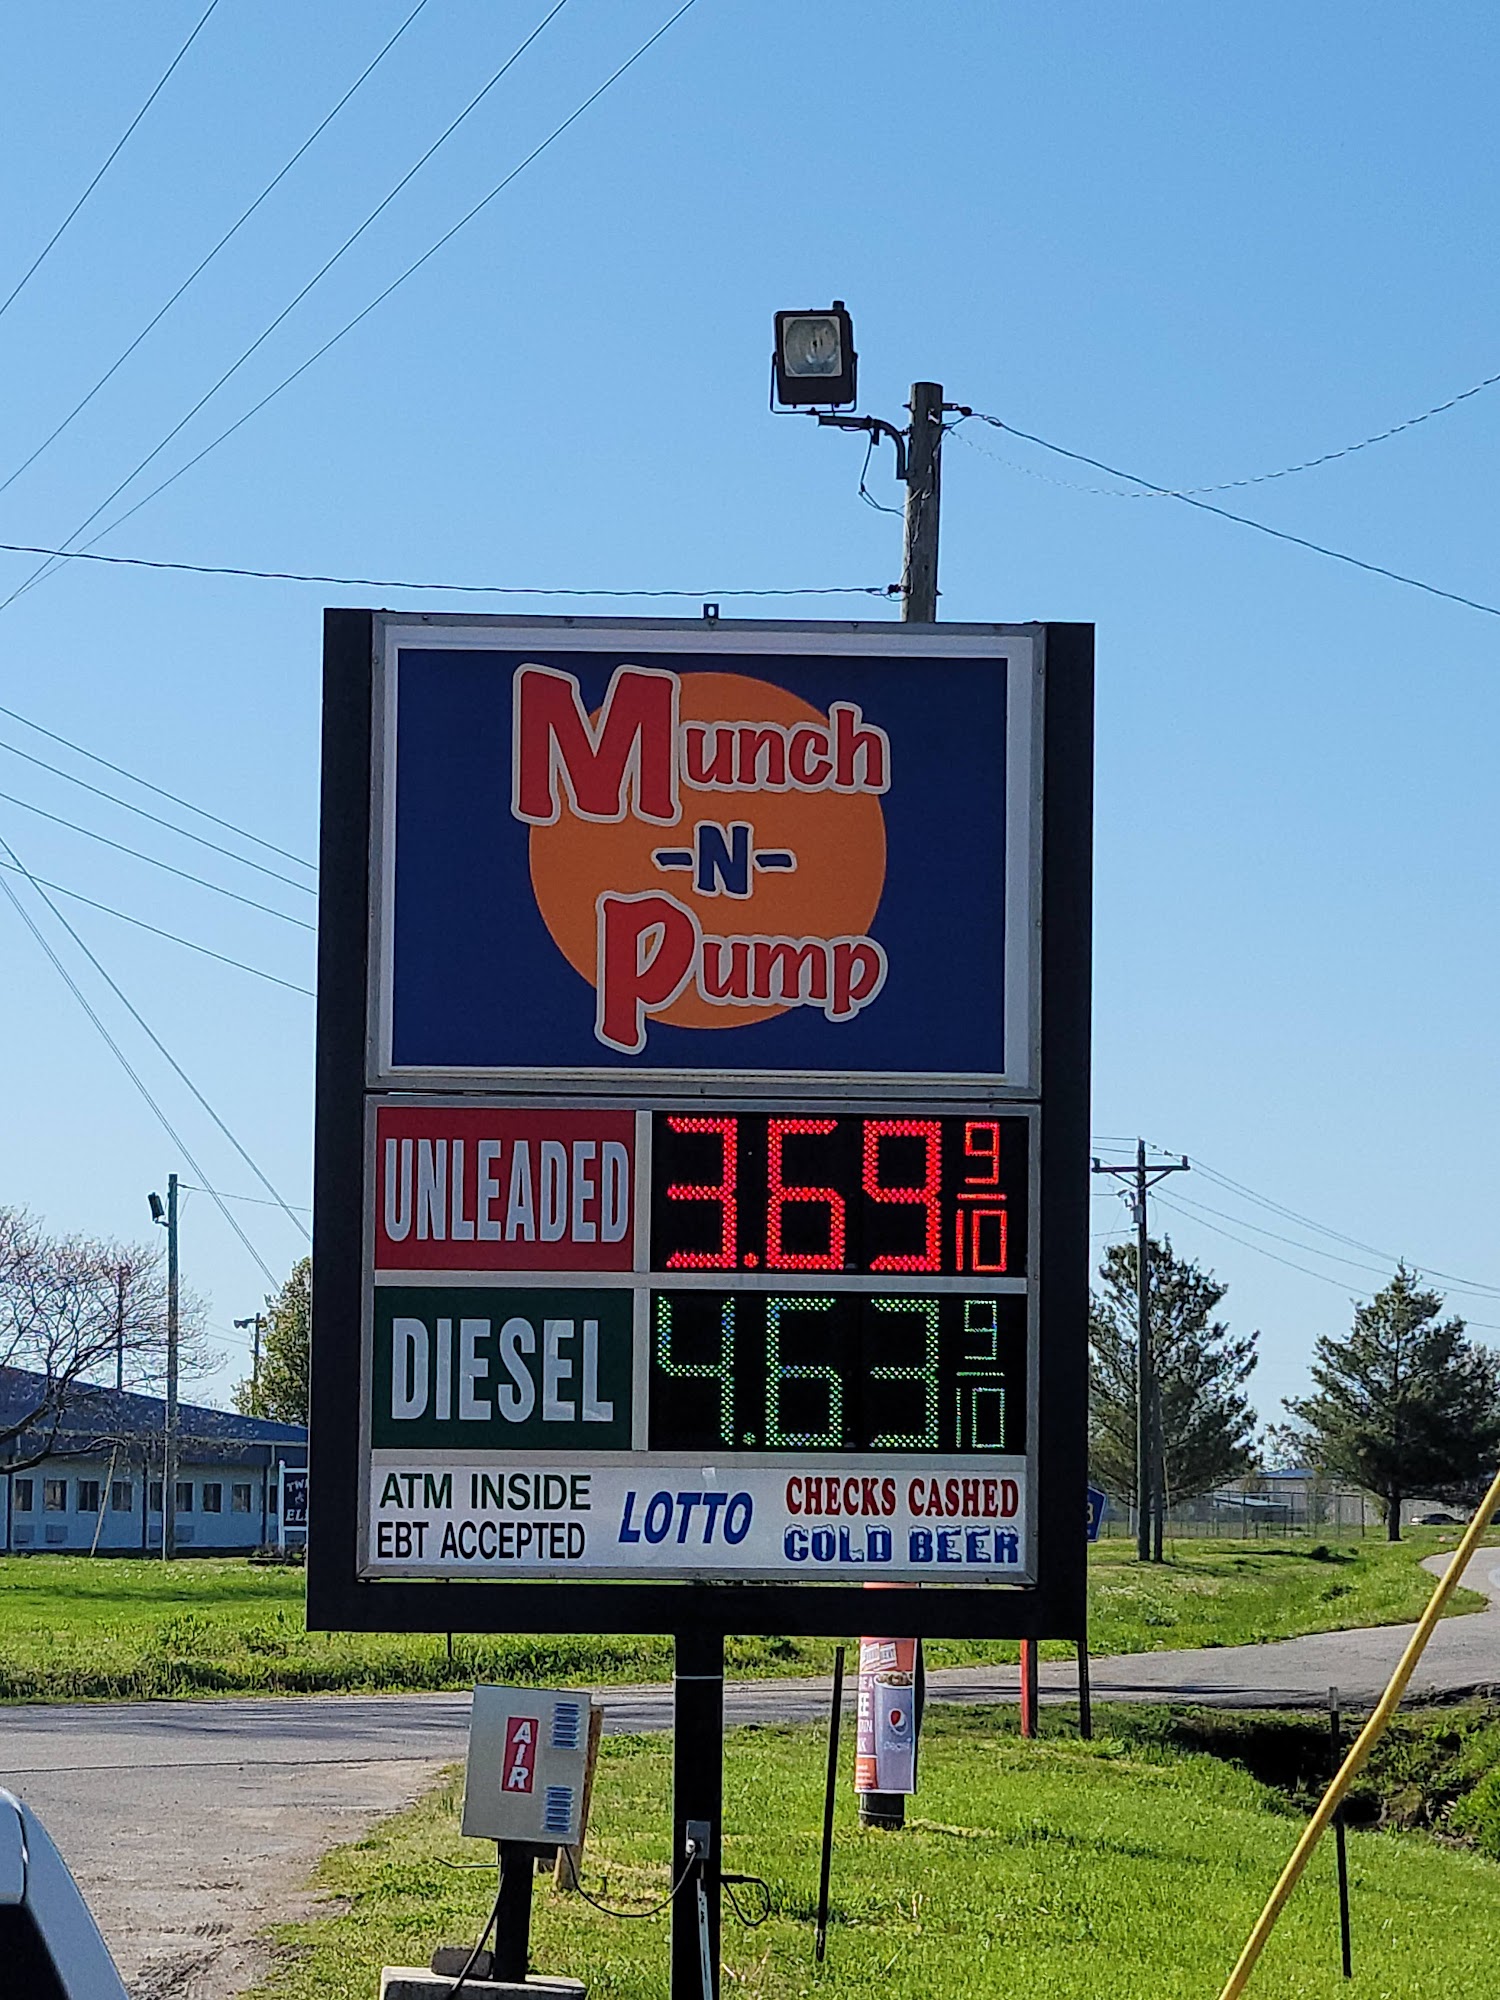 Munch
-N-
Pump
UNLEADED 3.69 9/10
DIESEL 4.63 9/10
ATM INSIDE
EBT ACCEPTED
LOTTO
CHECKS CASHED
COLD BEER
AIR
pepsi